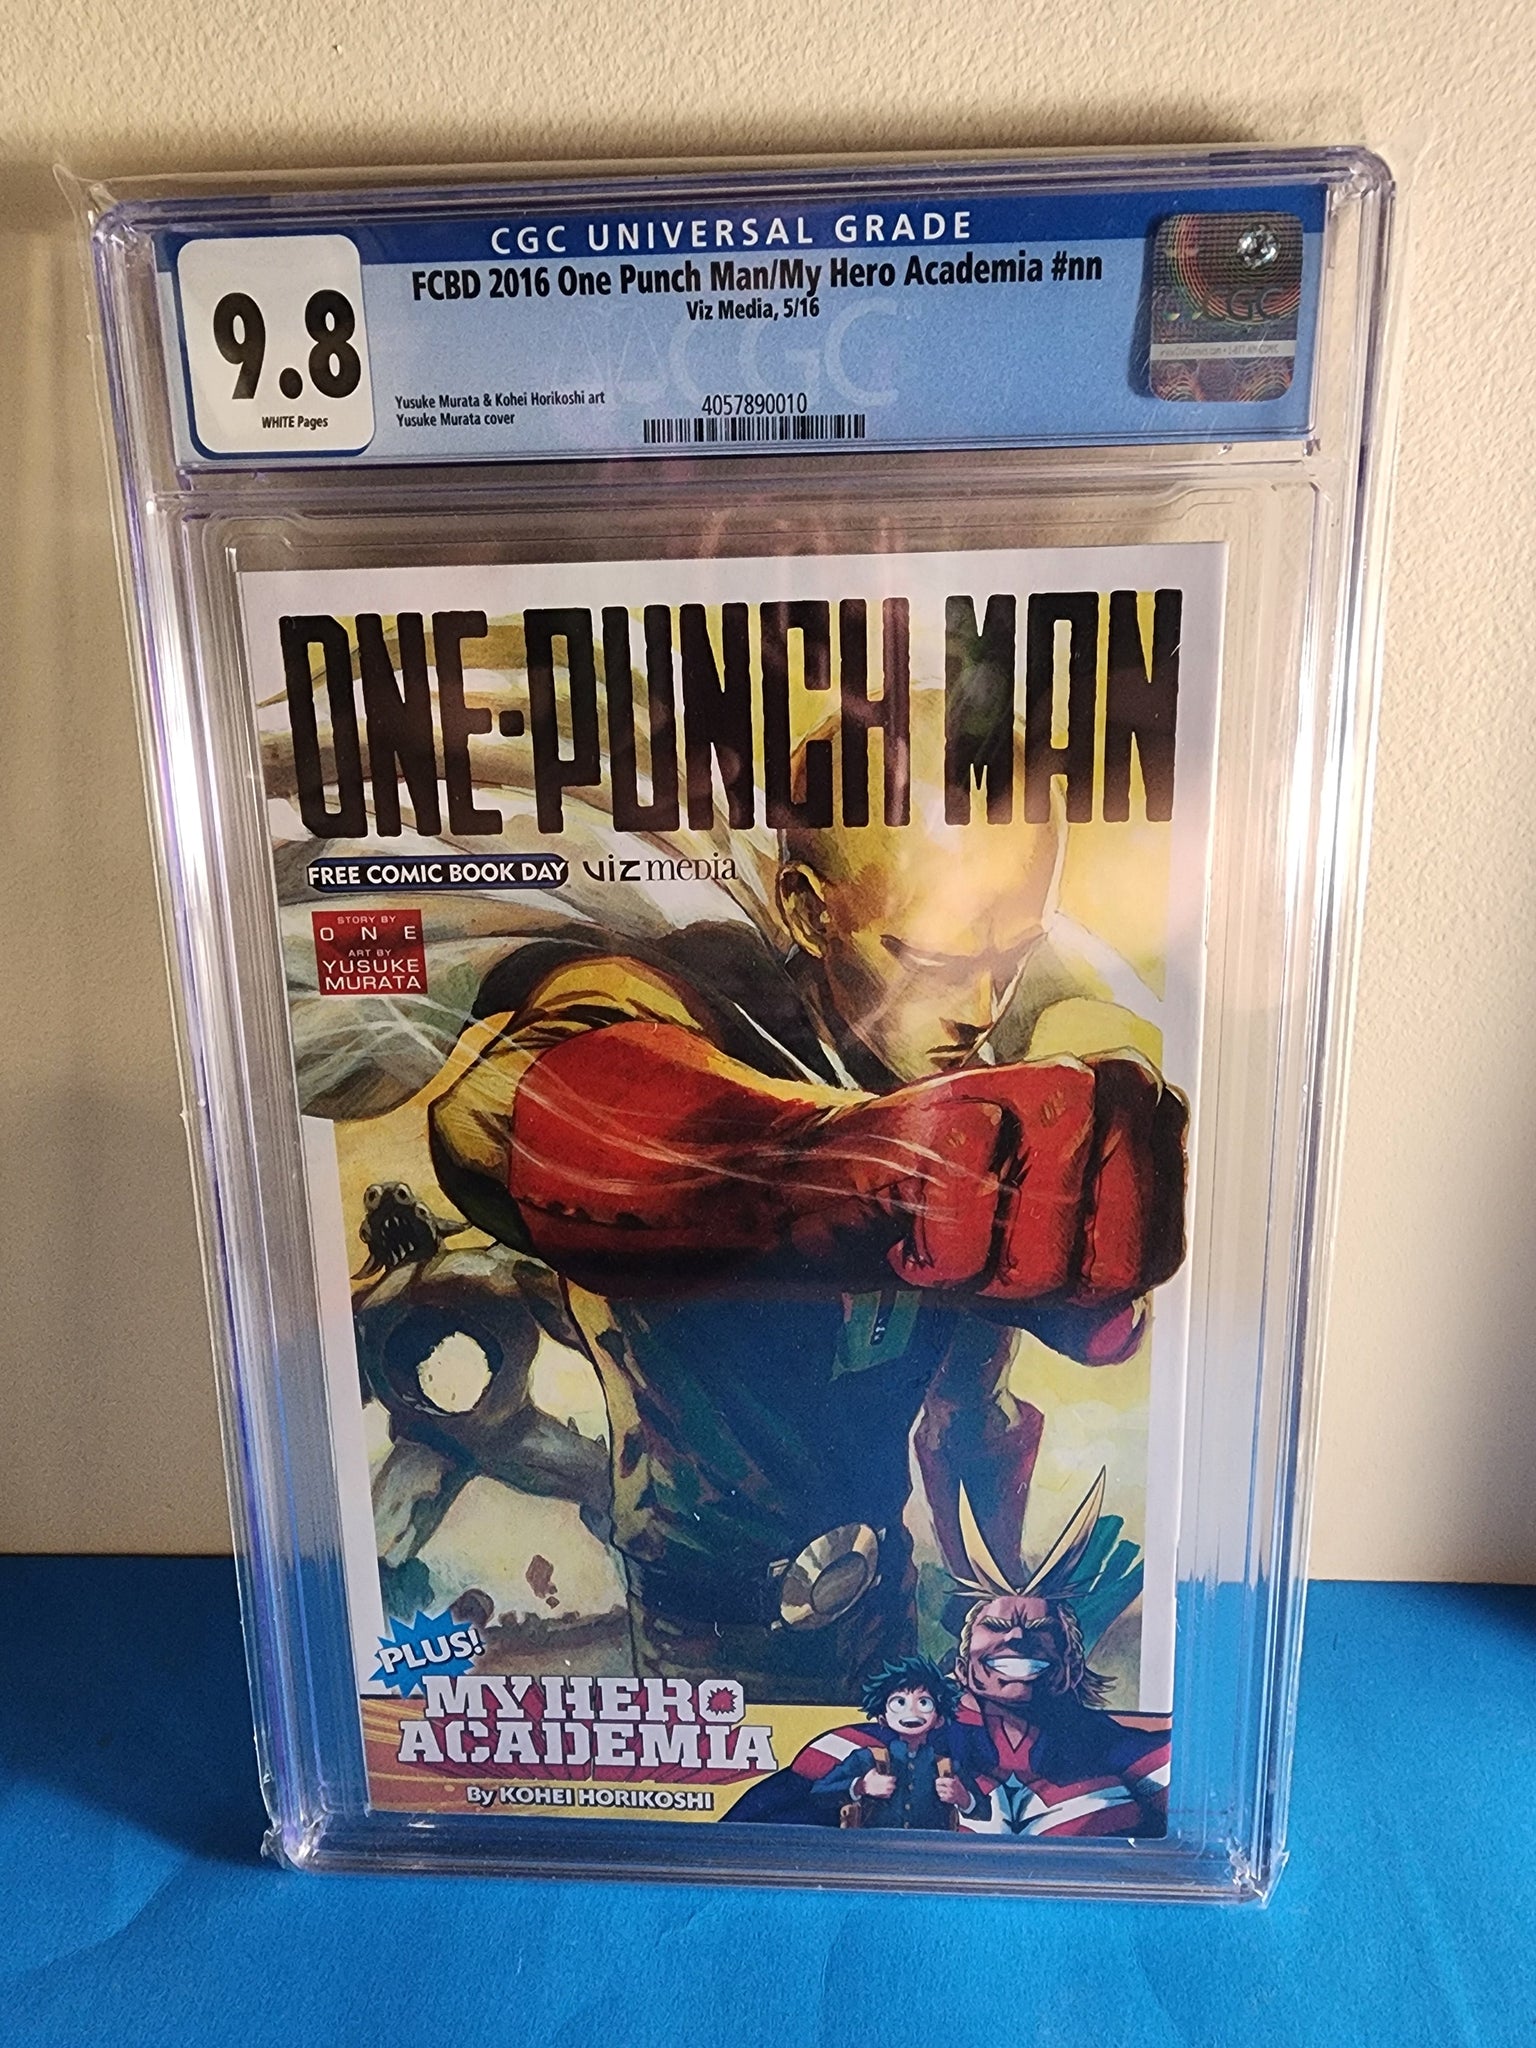 CGC UNIVERSAL GRADE
9.8
WHITE Pages
FCBD 2016 One Punch Man/My Hero Academia #nn
Viz Media, 5/16
CGC
Yusuke Murata & Kohei Horikoshi art
Yusuke Murata cover
4057890010
CGC
ONE-PUNCH MAN
FREE COMIC BOOK DAY
VIZ media
STORY BY
ONE
ART BY
YUSUKE
MURATA
PLUS!
MY HERO
ACADEMIA
By KOHEI HORIKOSHI